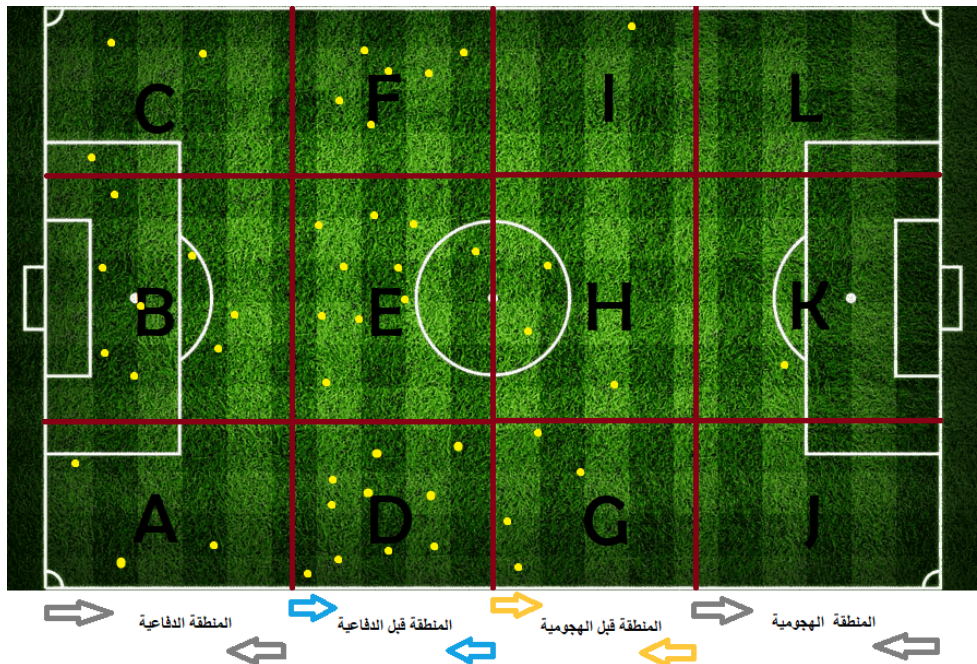 C F I L
B E H K
A D G J
المنطقة الدفاعية
المنطقة قبل الدفاعية
المنطقة قبل الهجومية
المنطقة الهجومية